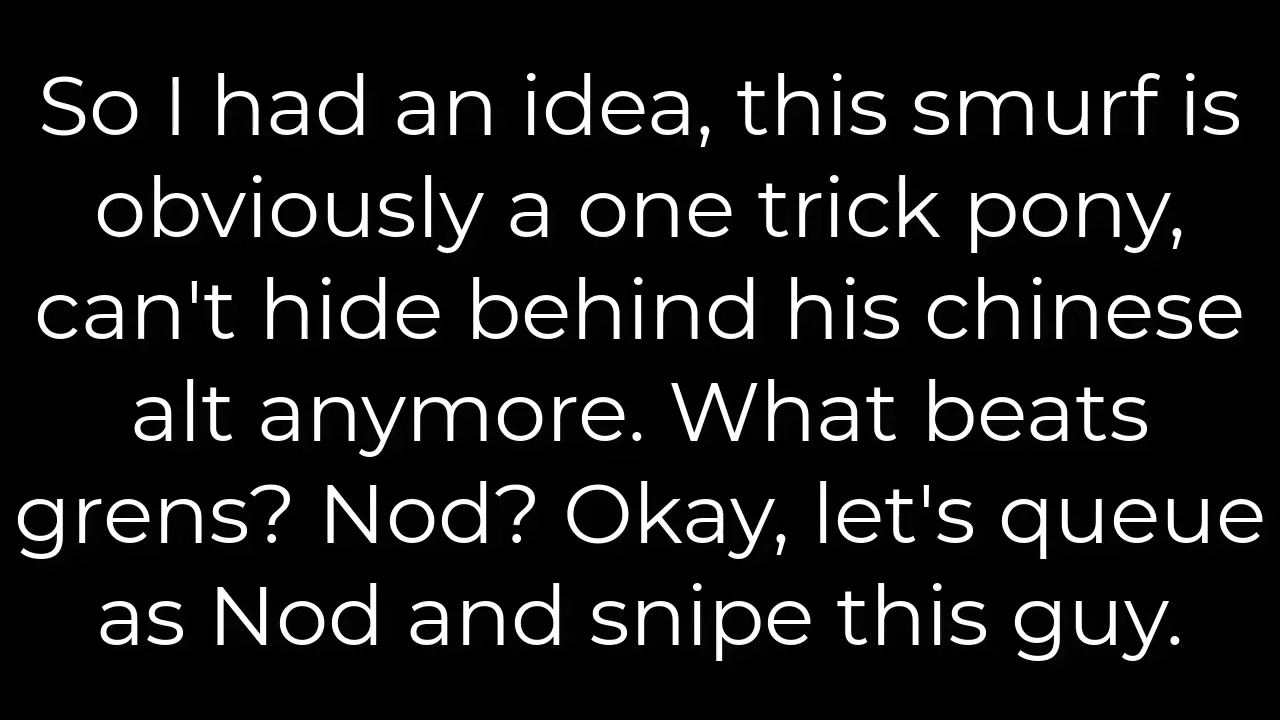 So I had an idea, this smurf is
obviously a one trick pony,
can't hide behind his chinese
alt anymore. What beats
grens? Nod? Okay, let's queue
as Nod and snipe this guy.